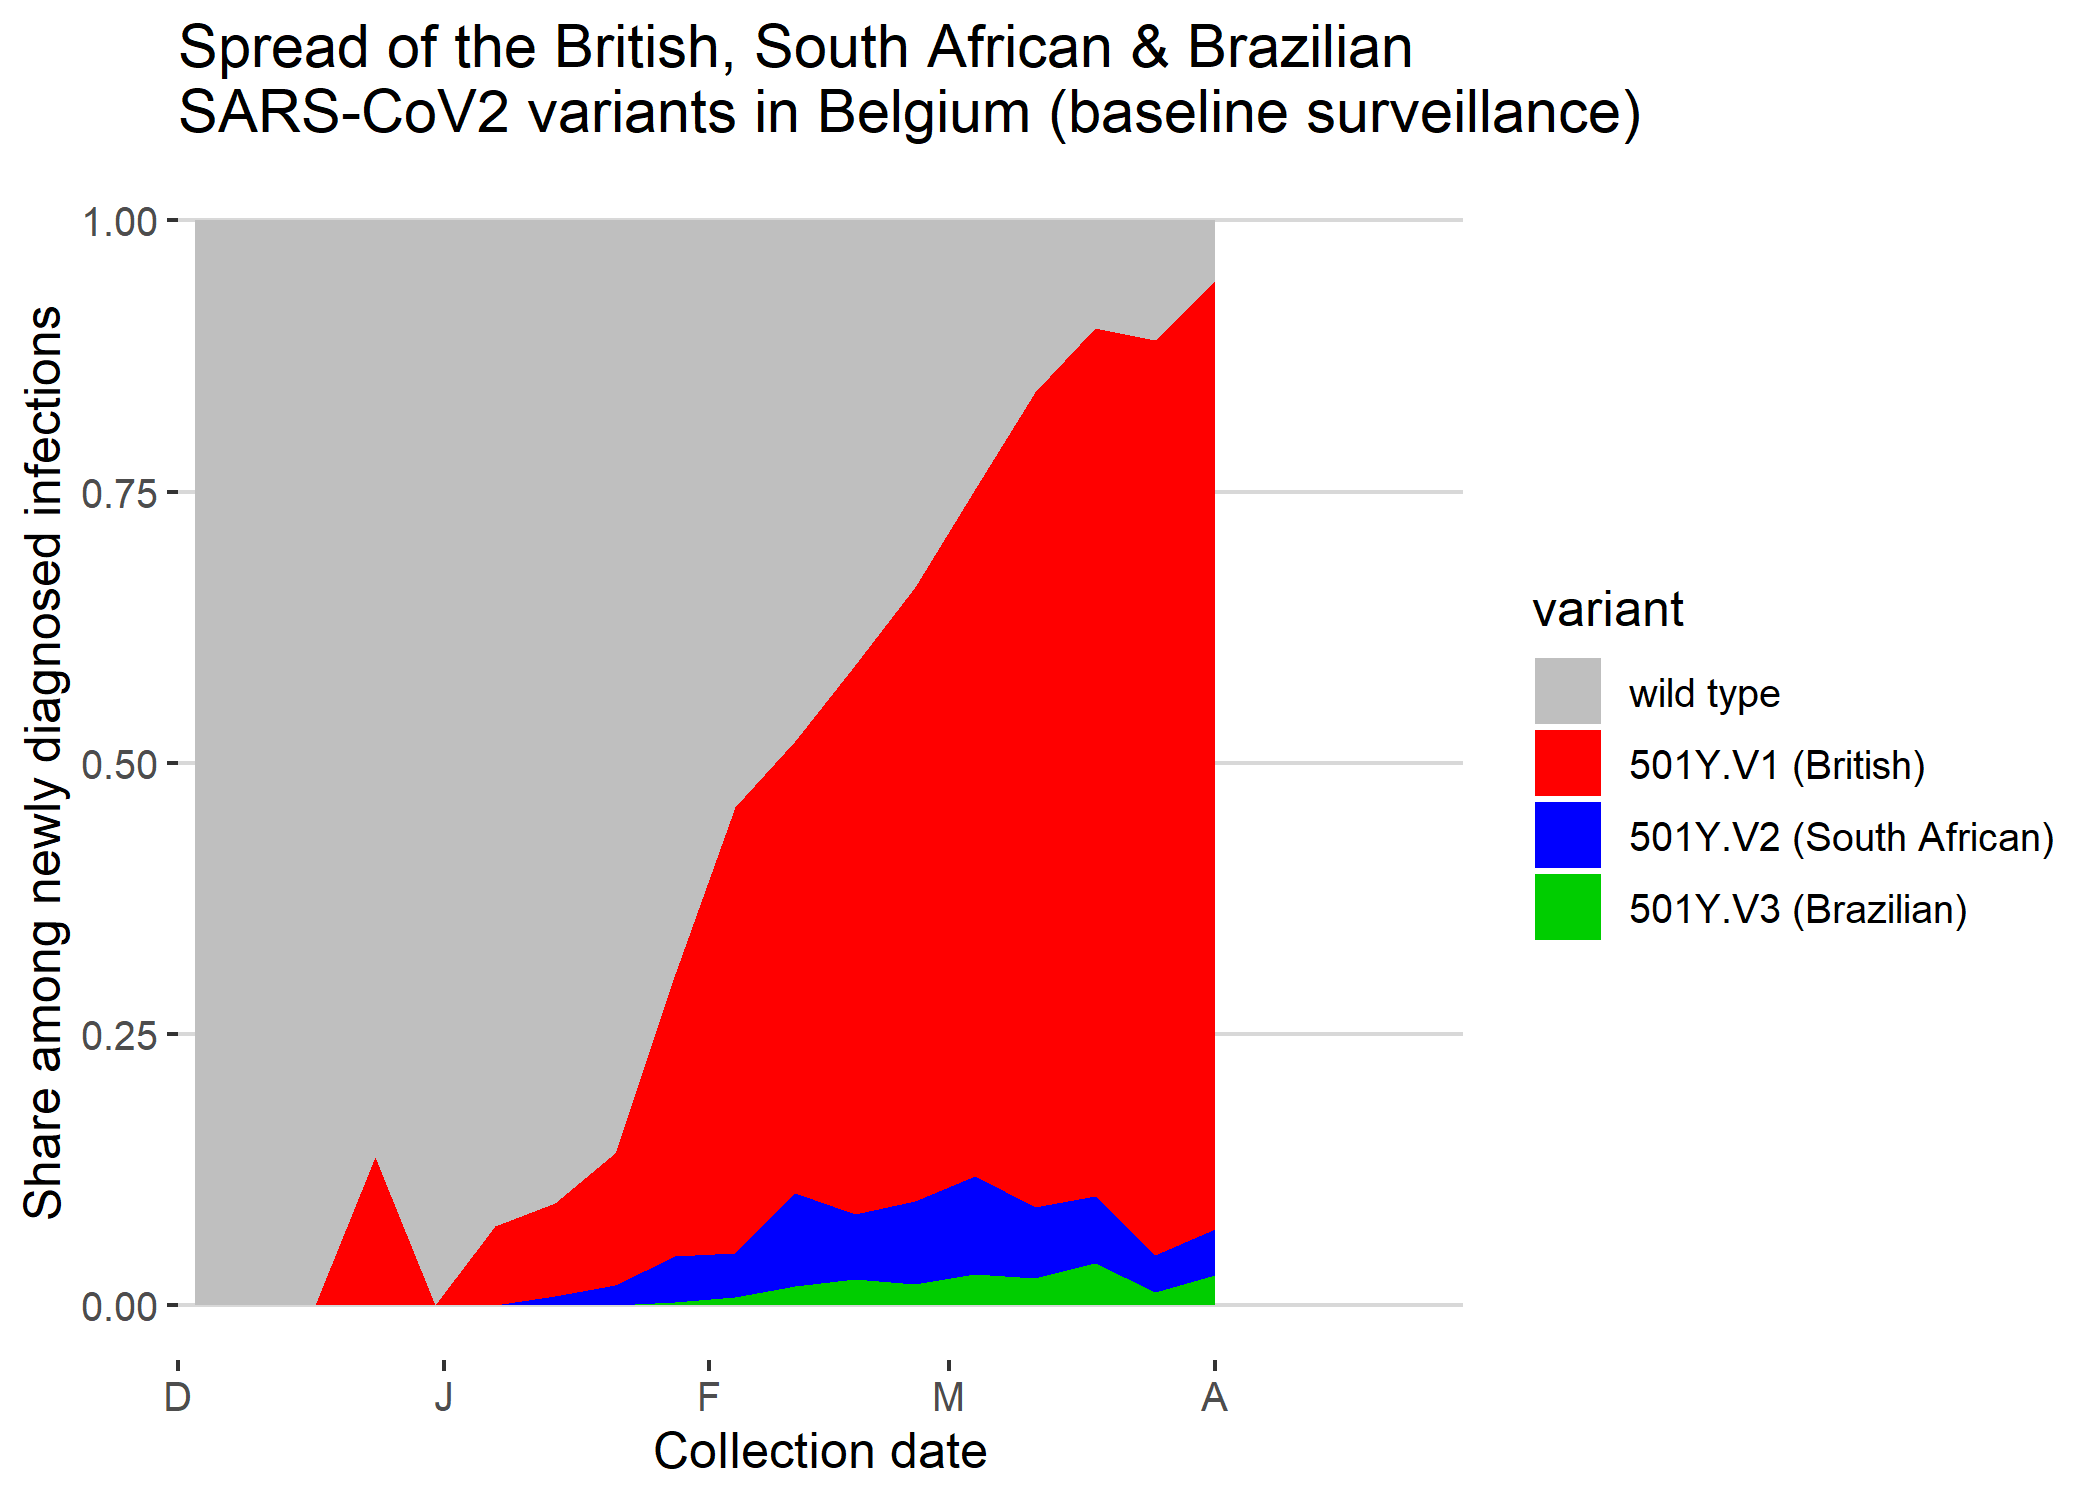 Spread of the British, South African & Brazilian
SARS-CoV2 variants in Belgium (baseline surveillance)
Share among newly diagnosed infections
1.00
0.75
0.50
0.25
0.00
D
J
F
M
A
Collection date
variant
wild type
501Y.V1 (British)
501Y.V2 (South African)
501Y.V3 (Brazilian)